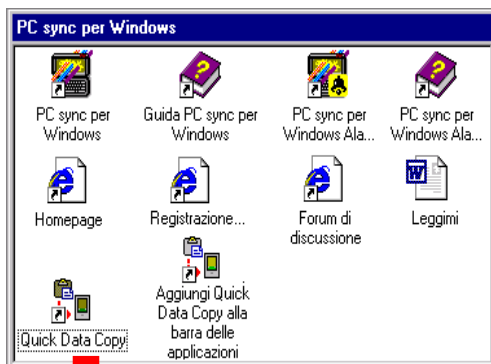 PC sync per Windows
PC sync per
Windows
Guida PC sync per
Windows
PC sync per
Windows Ala...
PC sync per
Windows Ala...
Homepage
Registrazione...
Forum di
discussione
Leggimi
Quick Data Copy
Aggiungi Quick
Data Copy alla
barra delle
applicazioni